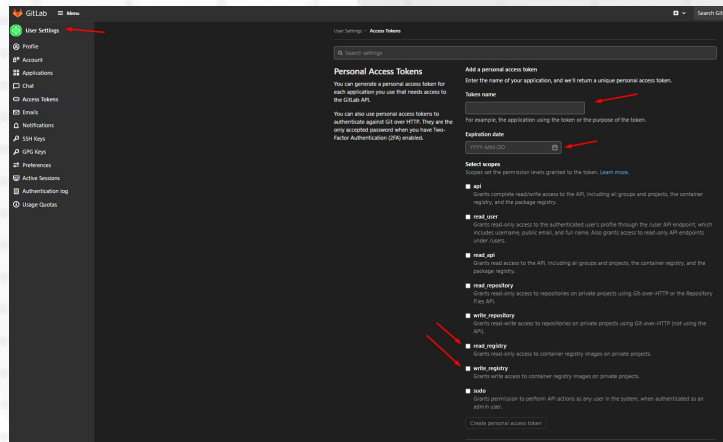 GitLab
Menu
Search Git
User Settings
Profile
Account
Applications
Chat
Access Tokens
Emails
Notifications
SSH Keys
GPG Keys
Preferences
Active Sessions
Authentication log
Usage Quotas
User Settings › Access Tokens
Search settings
Personal Access Tokens
You can generate a personal access token for
each application you use that needs access to
the GitLab API.
You can also use personal access tokens to
authenticate against Git over HTTP. They are the
only accepted password when you have Two-
Factor Authentication (2FA) enabled.
Add a personal access token
Enter the name of your application, and we'll return a unique personal access token.
Token name
For example, the application using the token or the purpose of the token.
Expiration date
YYYY-MM-DD
Select scopes
Scopes set the permission levels granted to the token. Learn more.
api
Grants complete read/write access to the API, including all groups and projects, the container
registry, and the package registry.
read_user
Grants read-only access to the authenticated user's profile through the /user API endpoint, which
includes username, public email, and full name. Also grants access to read-only API endpoints
under /users.
read_api
Grants read access to the API, including all groups and projects, the container registry, and the
package registry.
read_repository
Grants read-only access to repositories on private projects using Git-over-HTTP or the Repository
Files API.
write_repository
Grants read-write access to repositories on private projects using Git-over-HTTP (not using the
API).
read_registry
Grants read-only access to container registry images on private projects.
write_registry
Grants write access to container registry images on private projects.
sudo
Grants permission to perform API actions as any user in the system, when authenticated as an
admin user.
Create personal access token